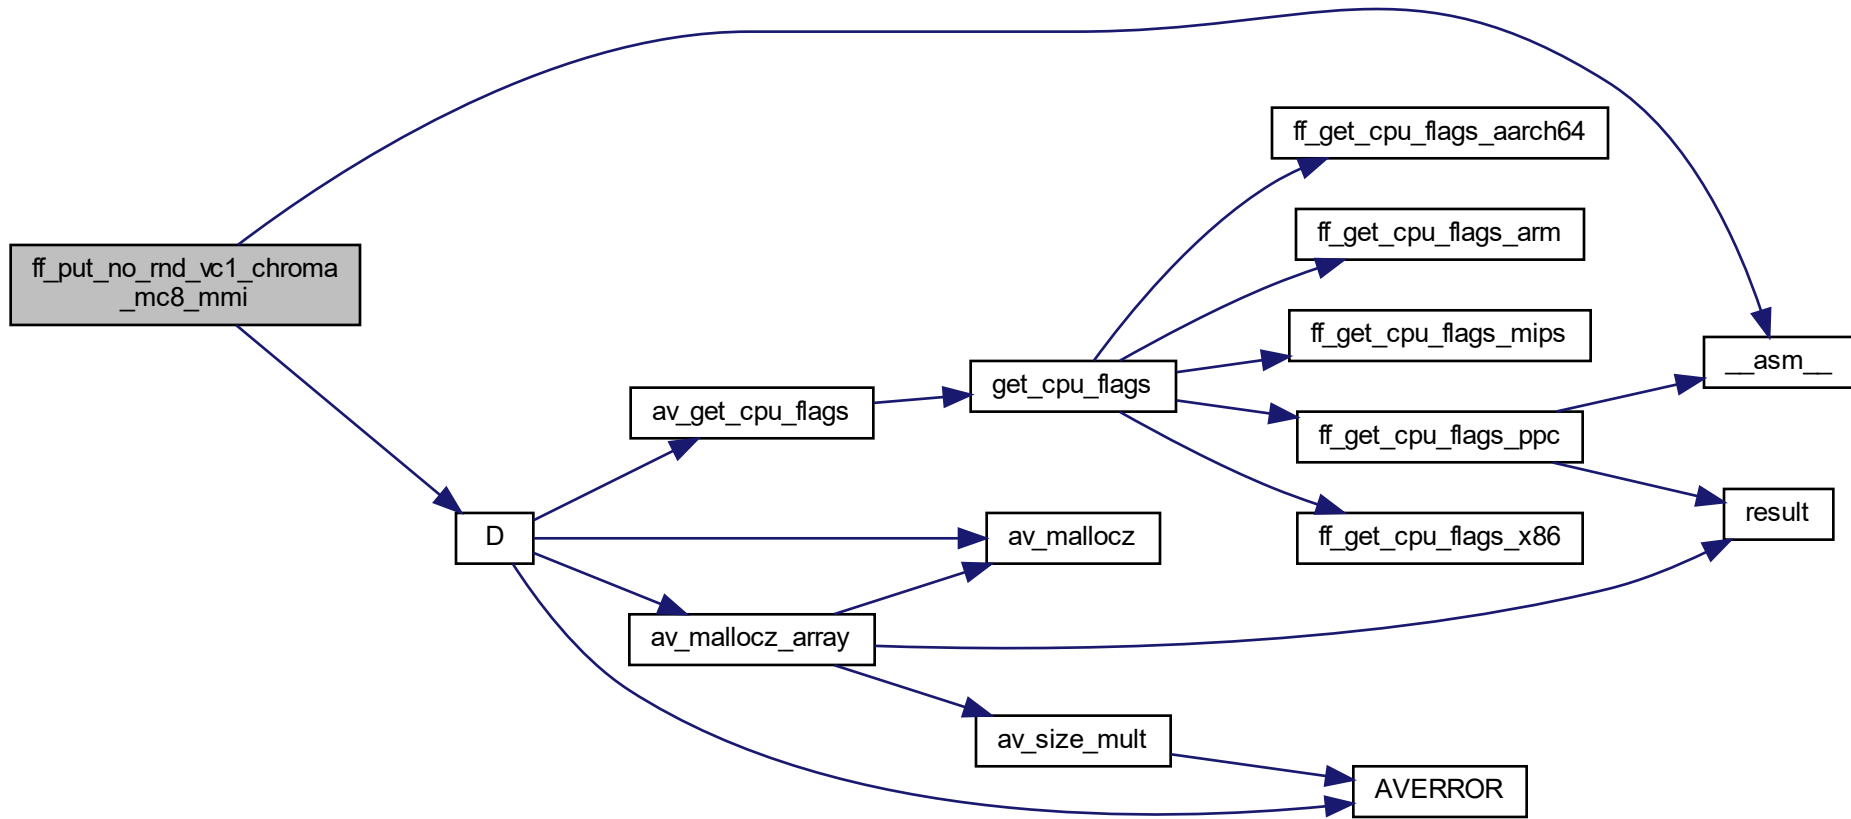 ff_put_no_rnd_vc1_chroma
_mc8_mmi
D
av_get_cpu_flags
get_cpu_flags
ff_get_cpu_flags_aarch64
ff_get_cpu_flags_arm
ff_get_cpu_flags_mips
ff_get_cpu_flags_ppc
__asm__
result
ff_get_cpu_flags_x86
av_mallocz
av_mallocz_array
av_size_mult
AVERROR